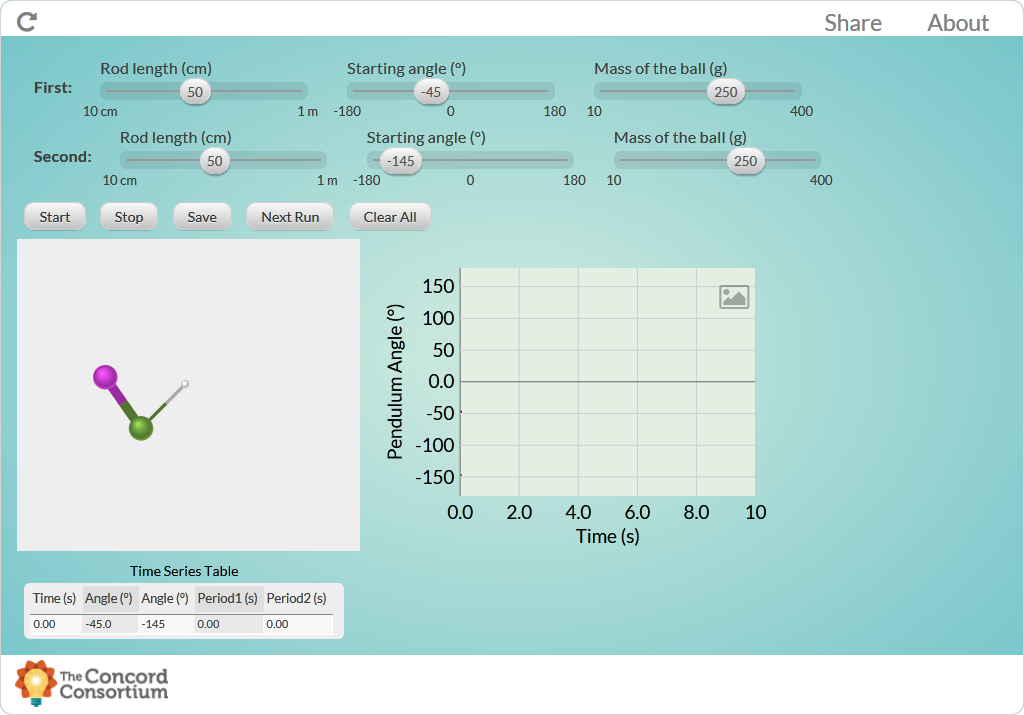 Share About
Rod length (cm) Starting angle (º) Mass of the ball (g)
First: 50 -45 250
10 cm 1 m -180 0 180 10 400
Rod length (cm) Starting angle (º) Mass of the ball (g)
Second: 50 -145 250
10 cm 1 m -180 0 180 10 400
Start Stop Save Next Run Clear All
150
100
50
0.0
-50
-100
-150
Pendulum Angle (º)
0.0 2.0 4.0 6.0 8.0 10
Time (s)
Time Series Table
Time (s) Angle (º) Angle (º) Period1 (s) Period2 (s)
0.00 -45.0 -145 0.00 0.00
The Concord
Consortium